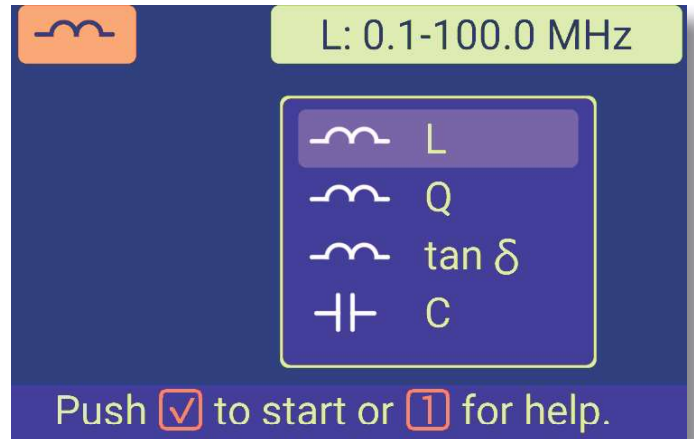 L: 0.1-100.0 MHz
L
Q
tan δ
C
Push ✓ to start or 1 for help.